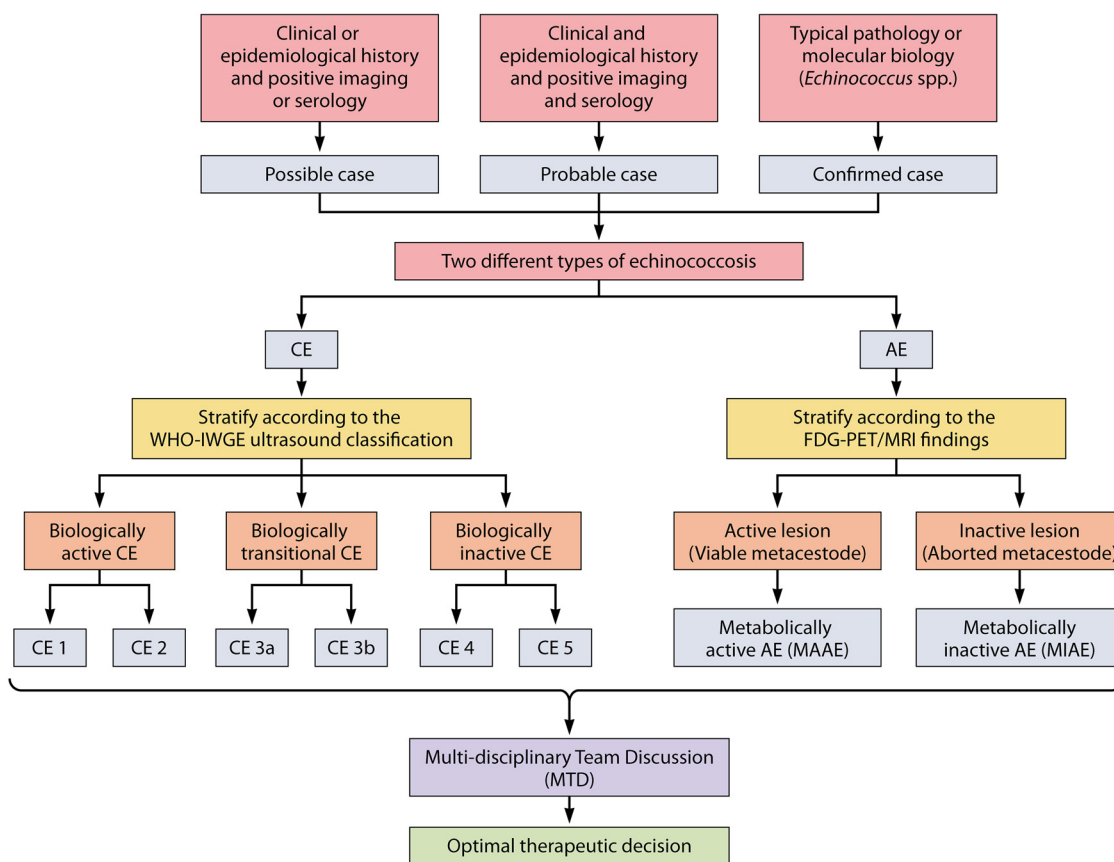 Clinical or
epidemiological history
and positive imaging
or serology
Clinical and
epidemiological history
and positive imaging
and serology
Typical pathology or
molecular biology
(Echinococcus spp.)
Possible case
Probable case
Confirmed case
Two different types of echinococcosis
CE
AE
Stratify according to the
WHO-IWGE ultrasound classification
Stratify according to the
FDG-PET/MRI findings
Biologically
active CE
Biologically
transitional CE
Biologically
inactive CE
Active lesion
(Viable metacestode)
Inactive lesion
(Aborted metacestode)
CE 1
CE 2
CE 3a
CE 3b
CE 4
CE 5
Metabolically
active AE (MAAE)
Metabolically
inactive AE (MIAE)
Multi-disciplinary Team Discussion
(MTD)
Optimal therapeutic decision